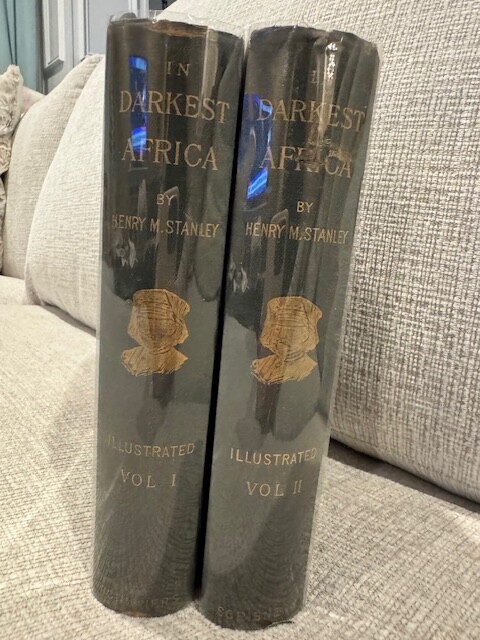 IN
DARKEST
AFRICA
BY
HENRY M. STANLEY
ILLUSTRATED
VOL I
DARKEST
AFRICA
BY
HENRY M. STANLEY
ILLUSTRATED
VOL II